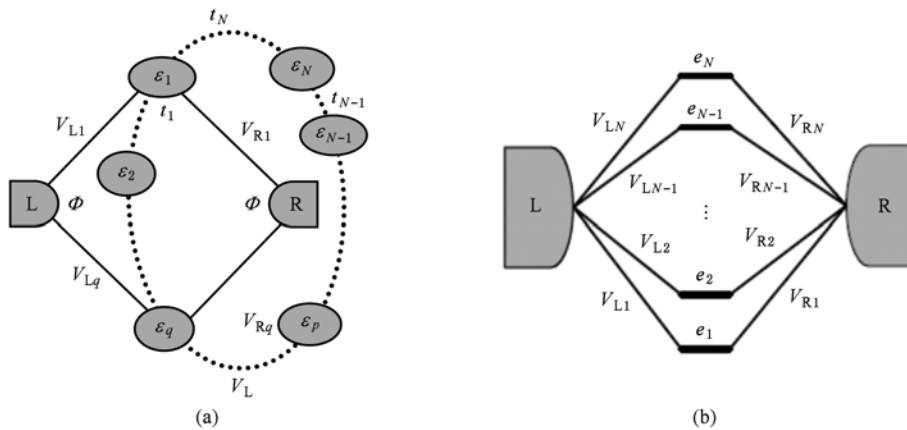 t_N
ε_1
ε_N
t_1
t_{N-1}
V_{L1}
V_{R1}
ε_{N-1}
ε_2
L
Φ
Φ
R
V_{Lq}
ε_q
V_{Rq}
ε_p
V_L
(a)
e_N
V_{LN}
e_{N-1}
V_{RN}
V_{LN-1}
V_{RN-1}
L
⋮
R
V_{L2}
V_{R2}
e_2
V_{L1}
V_{R1}
e_1
(b)